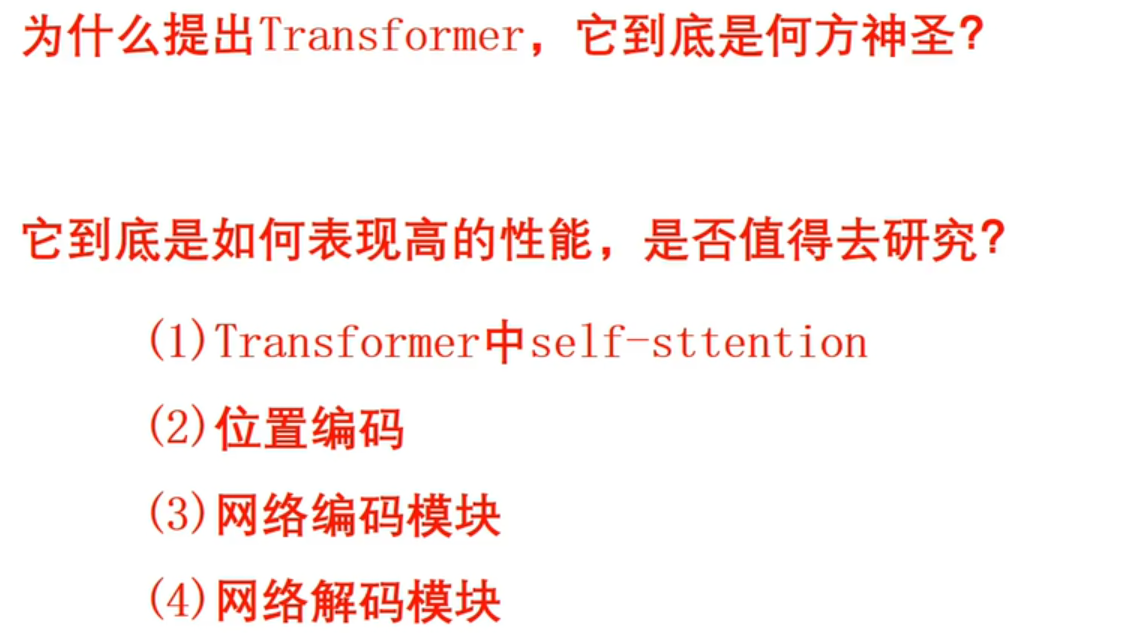 为什么提出Transformer，它到底是何方神圣？
它到底是如何表现高的性能，是否值得去研究？
(1)Transformer中self-sttention
(2)位置编码
(3)网络编码模块
(4)网络解码模块